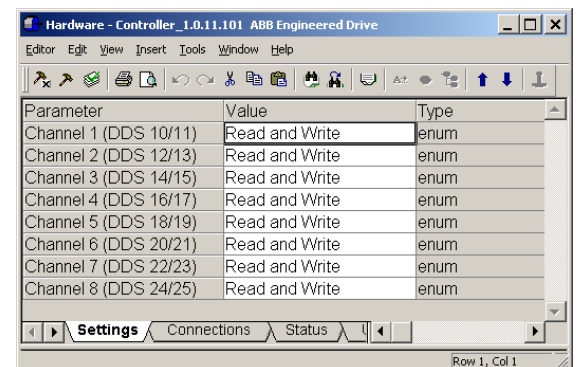 Hardware - Controller_1.0.11.101 ABB Engineered Drive
Editor Edit View Insert Tools Window Help
Parameter Value Type
Channel 1 (DDS 10/11) Read and Write enum
Channel 2 (DDS 12/13) Read and Write enum
Channel 3 (DDS 14/15) Read and Write enum
Channel 4 (DDS 16/17) Read and Write enum
Channel 5 (DDS 18/19) Read and Write enum
Channel 6 (DDS 20/21) Read and Write enum
Channel 7 (DDS 22/23) Read and Write enum
Channel 8 (DDS 24/25) Read and Write enum
Settings Connections Status
Row 1, Col 1